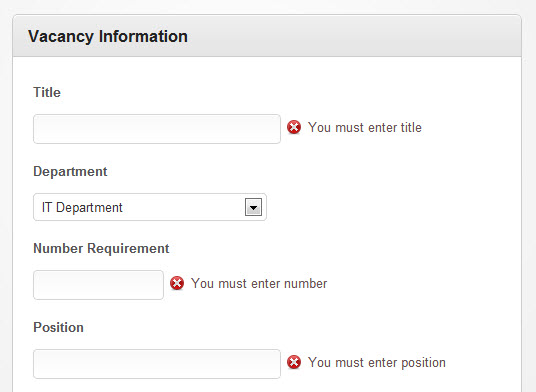 Vacancy Information
Title
You must enter title
Department
IT Department
Number Requirement
You must enter number
Position
You must enter position